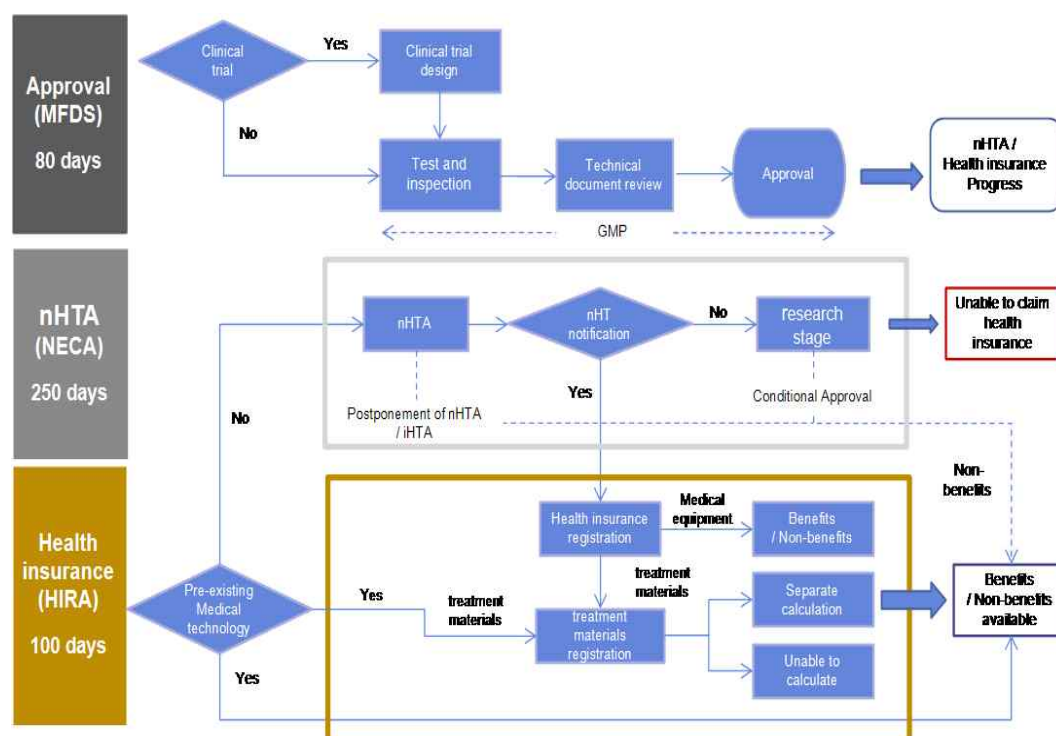 Approval
(MFDS)
80 days
Clinical
trial
Yes
Clinical trial
design
No
Test and
inspection
Technical
document review
Approval
nHTA /
Health insurance
Progress
GMP
nHTA
(NECA)
250 days
nHTA
nHT
notification
No
research
stage
Unable to claim
health
insurance
Yes
No
Postponement of nHTA
/ iHTA
Conditional Approval
Non-
benefits
Health
insurance
(HIRA)
100 days
Pre-existing
Medical
technology
Yes
Yes
treatment
materials
Health insurance
registration
Medical
equipment
Benefits
/ Non-benefits
treatment
materials
treatment
materials
registration
Separate
calculation
Unable to
calculate
Benefits
/ Non-benefits
available